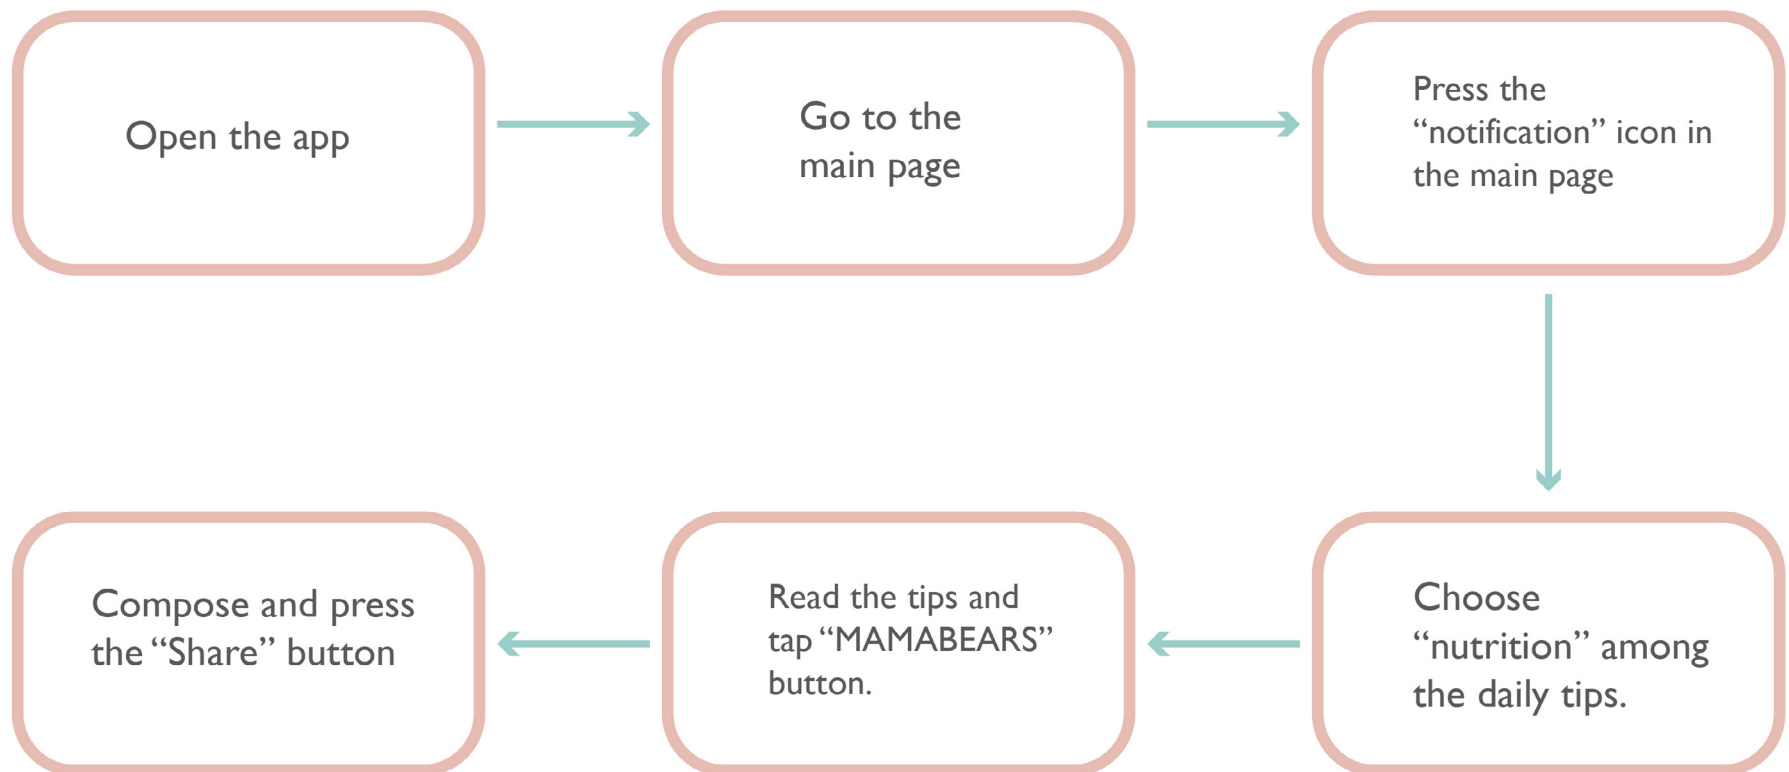 Open the app
Go to the
main page
Press the
“notification” icon in
the main page
Choose
“nutrition” among
the daily tips.
Read the tips and
tap “MAMABEARS”
button.
Compose and press
the “Share” button